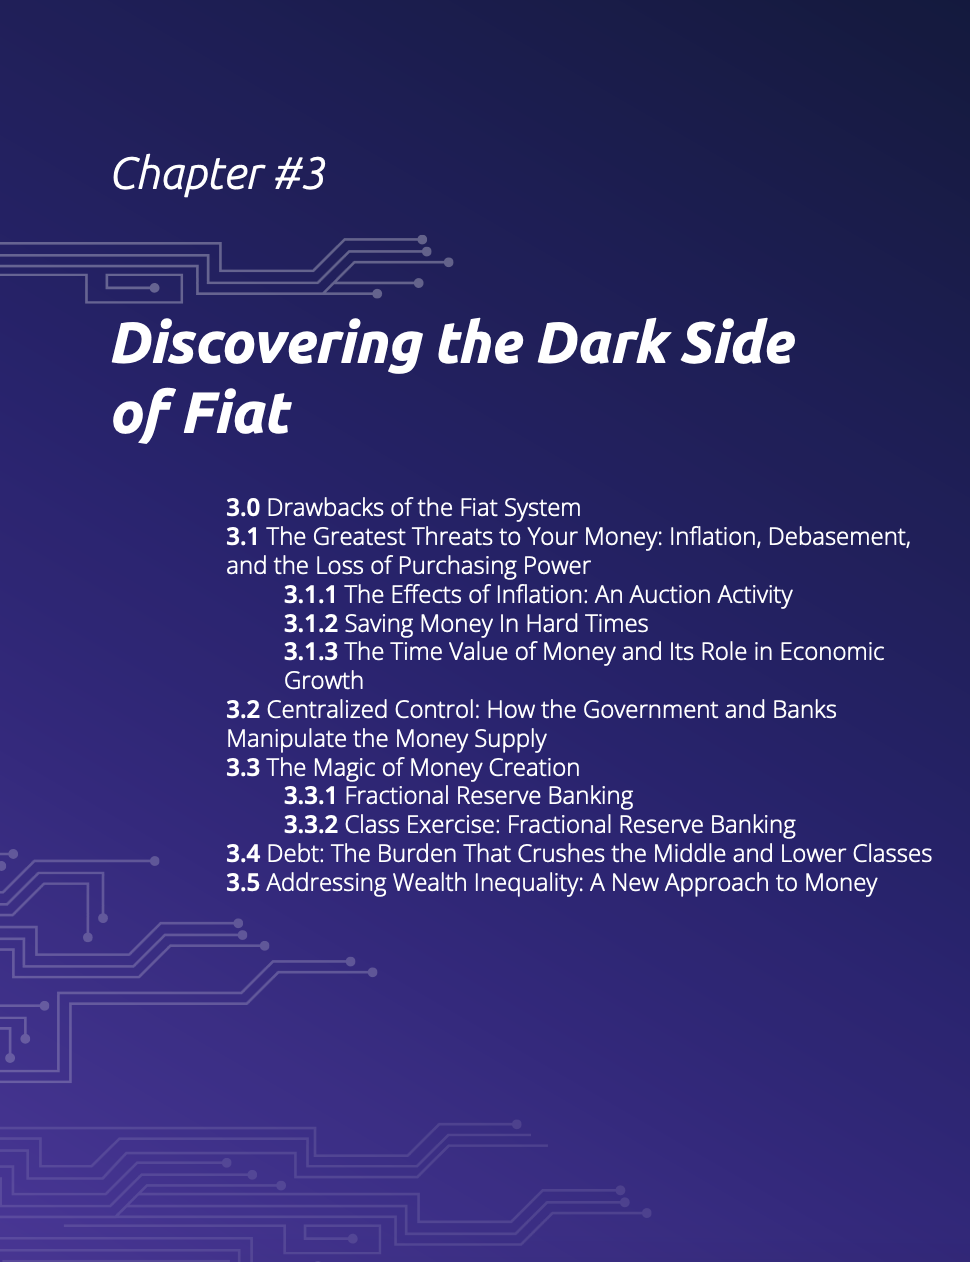 Chapter #3
Discovering the Dark Side
of Fiat
3.0 Drawbacks of the Fiat System
3.1 The Greatest Threats to Your Money: Inflation, Debasement,
and the Loss of Purchasing Power
3.1.1 The Effects of Inflation: An Auction Activity
3.1.2 Saving Money In Hard Times
3.1.3 The Time Value of Money and Its Role in Economic
Growth
3.2 Centralized Control: How the Government and Banks
Manipulate the Money Supply
3.3 The Magic of Money Creation
3.3.1 Fractional Reserve Banking
3.3.2 Class Exercise: Fractional Reserve Banking
3.4 Debt: The Burden That Crushes the Middle and Lower Classes
3.5 Addressing Wealth Inequality: A New Approach to Money